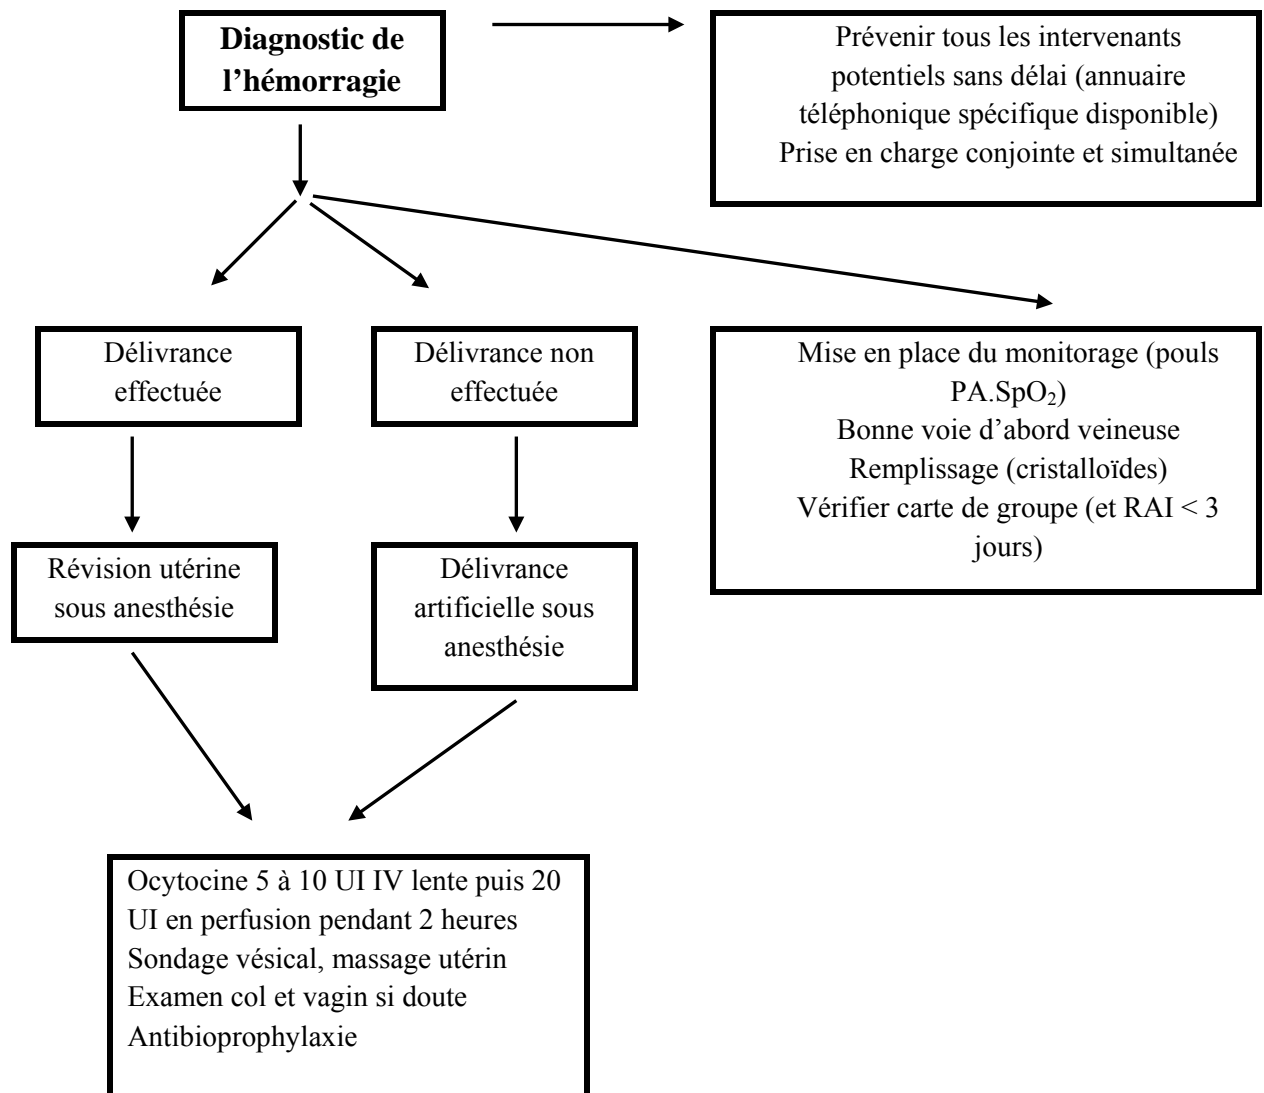 Diagnostic de
l’hémorragie
Prévenir tous les intervenants
potentiels sans délai (annuaire
téléphonique spécifique disponible)
Prise en charge conjointe et simultanée
Délivrance
effectuée
Délivrance non
effectuée
Mise en place du monitorage (pouls
PA.SpO₂)
Bonne voie d’abord veineuse
Remplissage (cristalloïdes)
Vérifier carte de groupe (et RAI < 3
jours)
Révision utérine
sous anesthésie
Délivrance
artificielle sous
anesthésie
Ocytocine 5 à 10 UI IV lente puis 20
UI en perfusion pendant 2 heures
Sondage vésical, massage utérin
Examen col et vagin si doute
Antibioprophylaxie